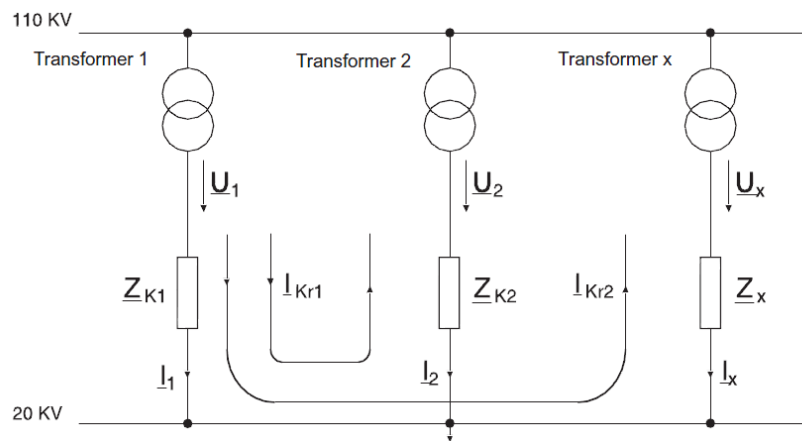 110 KV
Transformer 1
Transformer 2
Transformer x
U1
U2
Ux
ZK1
IKr1
ZK2
IKr2
Zx
I1
I2
Ix
20 KV